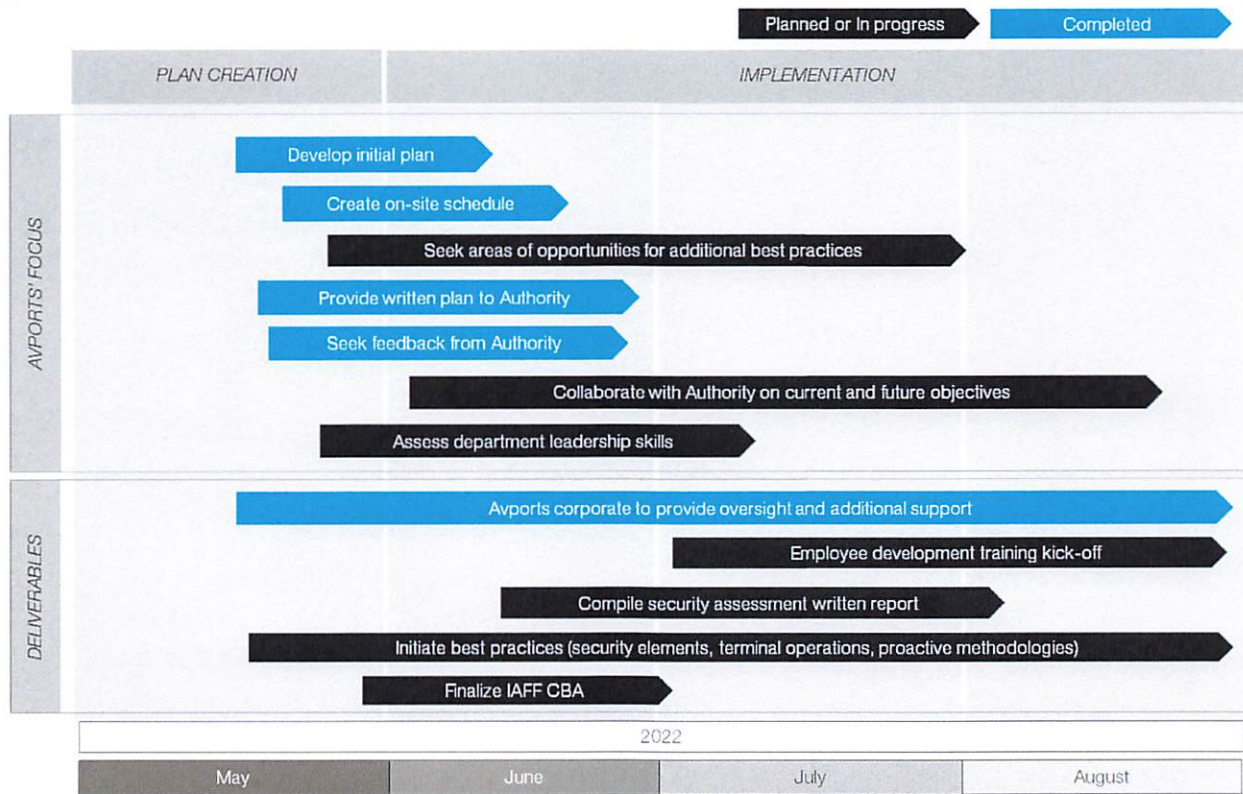 Planned or In progress
Completed
PLAN CREATION
IMPLEMENTATION
AVPORTS' FOCUS
Develop initial plan
Create on-site schedule
Seek areas of opportunities for additional best practices
Provide written plan to Authority
Seek feedback from Authority
Collaborate with Authority on current and future objectives
Assess department leadership skills
DELIVERABLES
Avports corporate to provide oversight and additional support
Employee development training kick-off
Compile security assessment written report
Initiate best practices (security elements, terminal operations, proactive methodologies)
Finalize IAFF CBA
2022
May
June
July
August